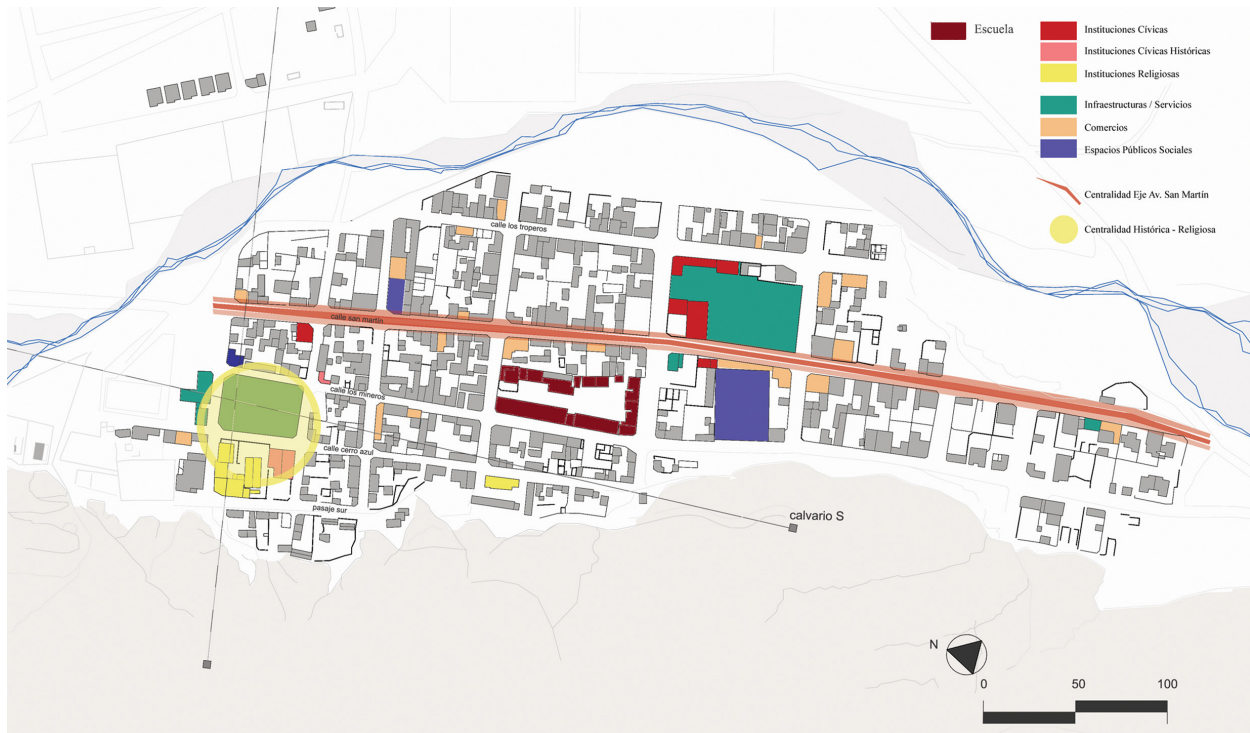 Escuela
Instituciones Cívicas
Instituciones Cívicas Históricas
Instituciones Religiosas
Infraestructuras / Servicios
Comercios
Espacios Públicos Sociales
Centralidad Eje Av. San Martín
Centralidad Histórica - Religiosa
calle los troperos
calle san martín
calle los mineros
calle cerro azul
pasaje sur
calvario S
N
0 50 100